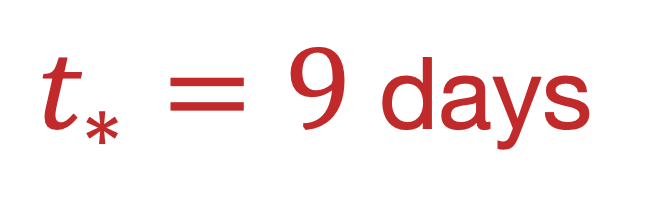 t* = 9 days